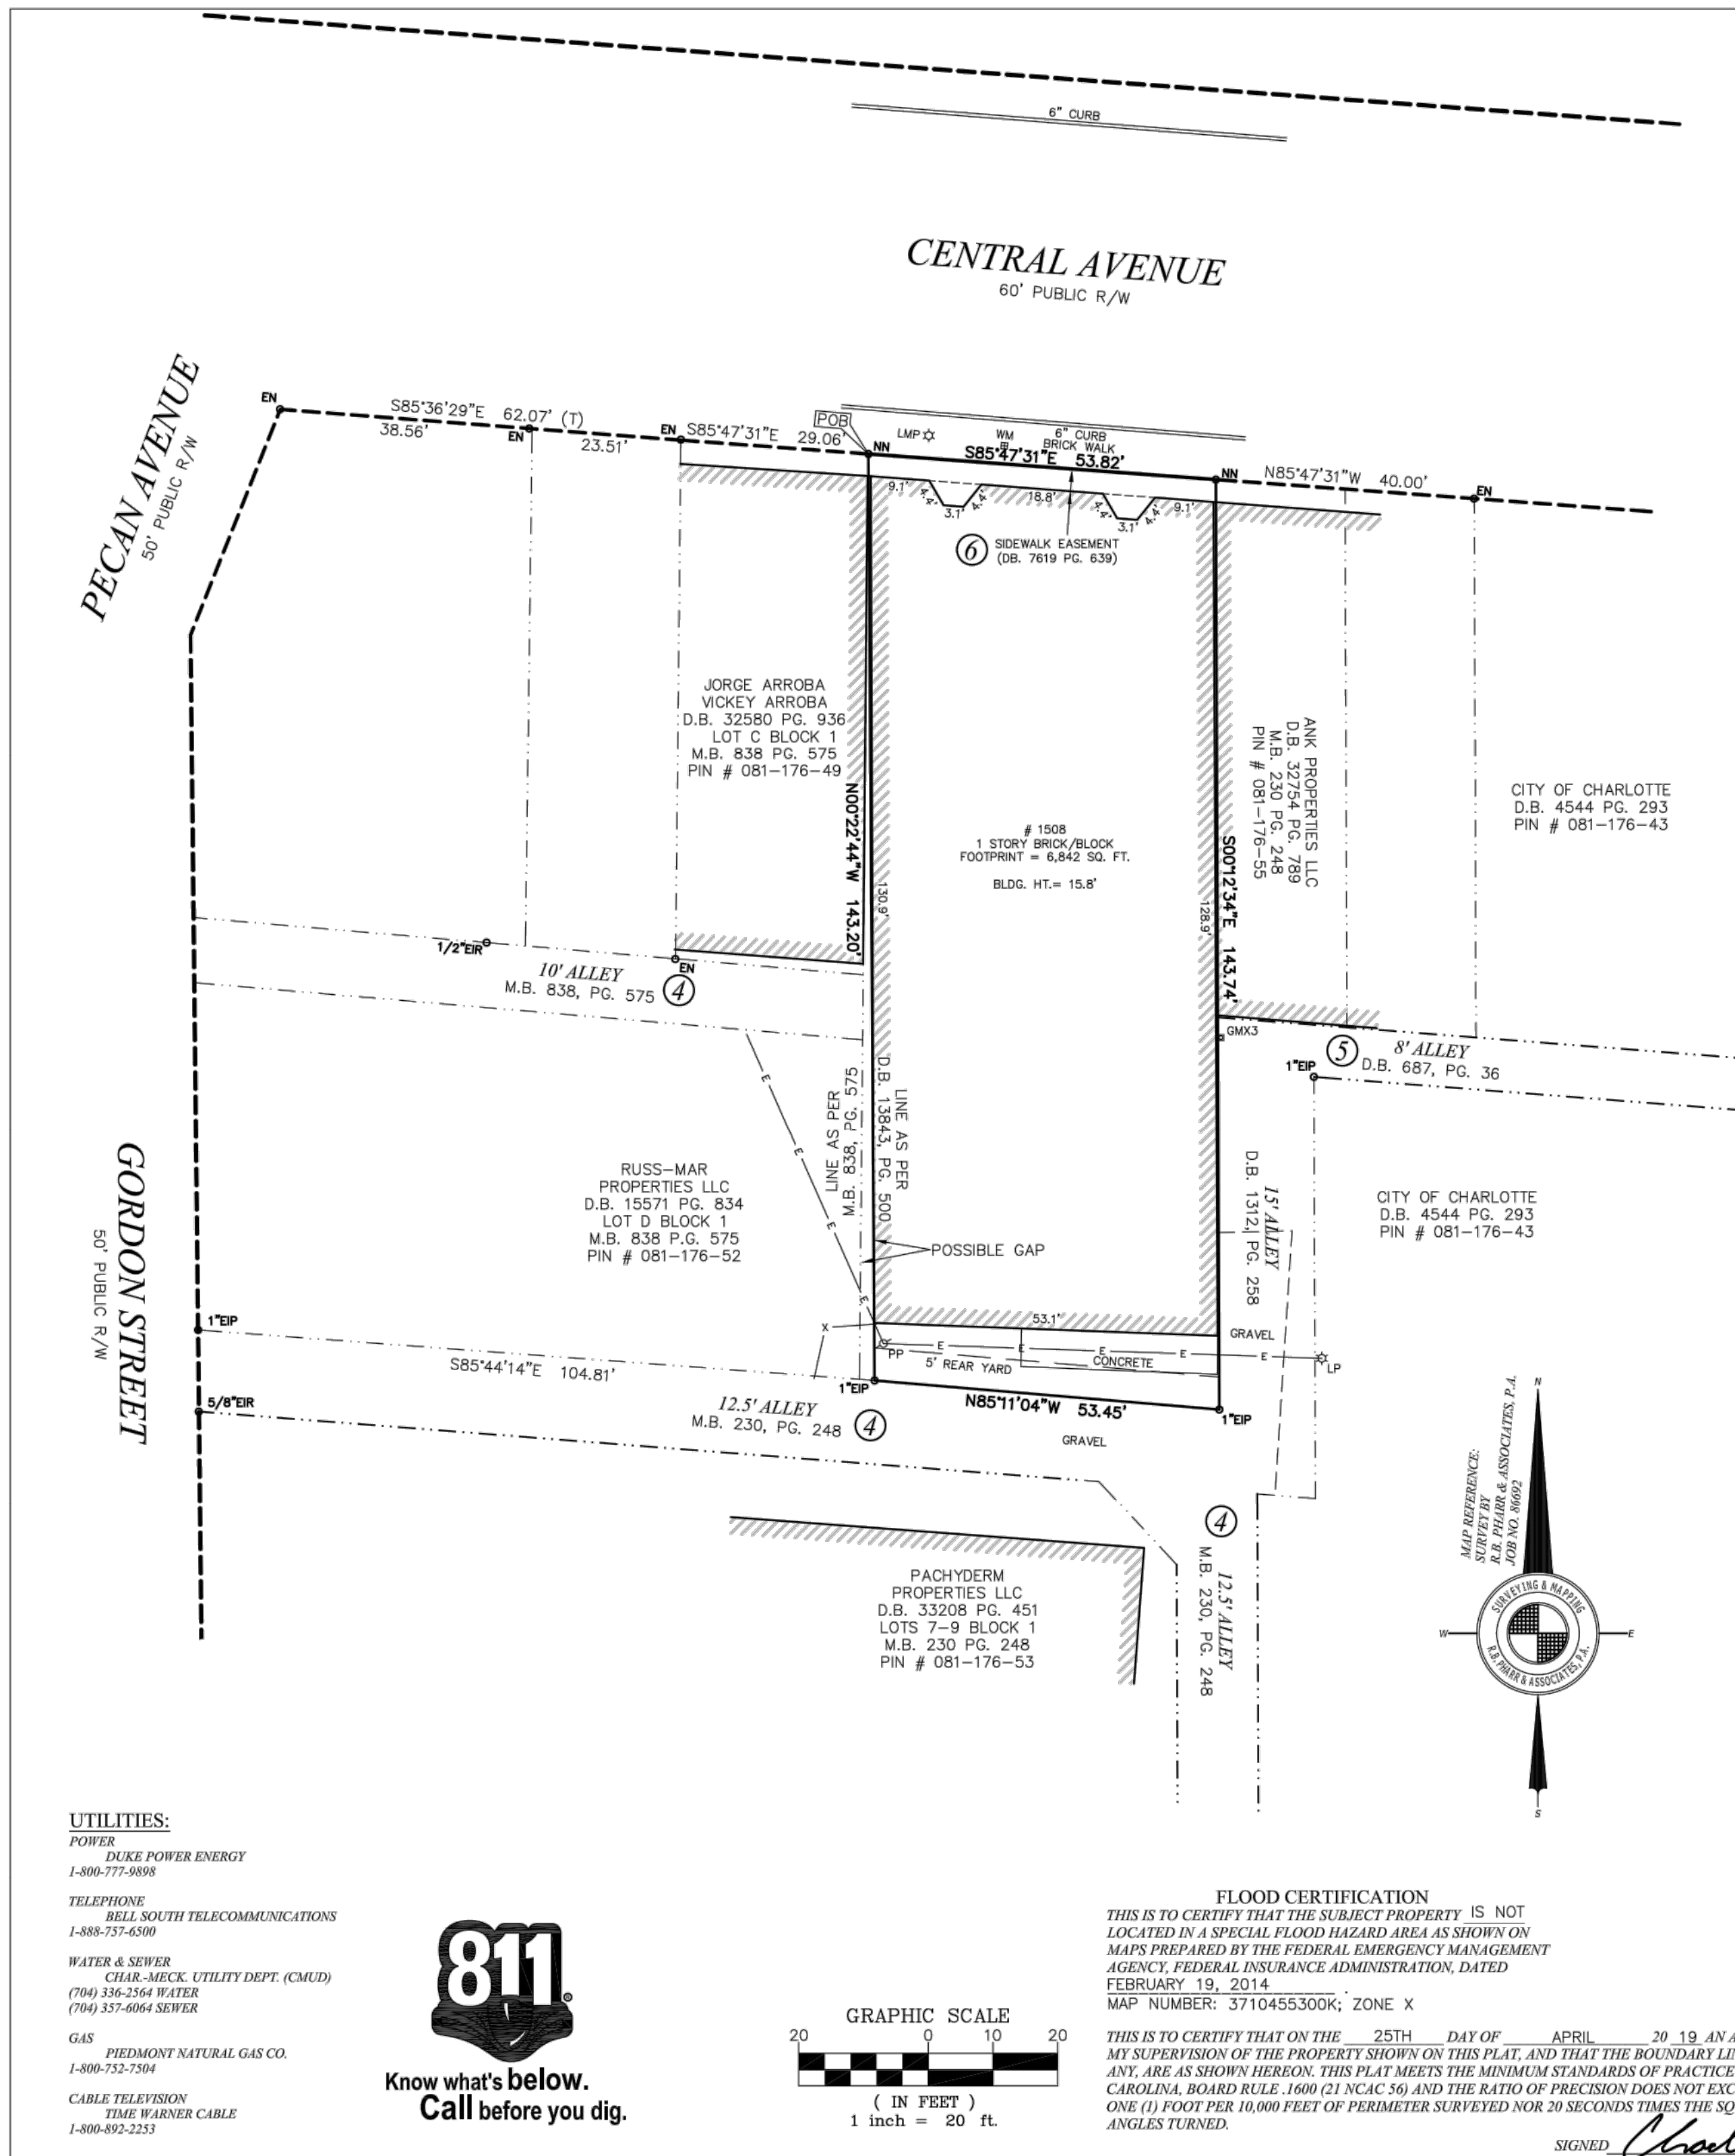 6" CURB
CENTRAL AVENUE
60' PUBLIC R/W
PECAN AVENUE
50' PUBLIC R/W
EN
S85°36'29"E 62.07' (T)
38.56'
EN
23.51'
EN
S85°47'31"E 29.06'
POB
NN
LMP
WM
6" CURB
BRICK WALK
S85°47'31"E 53.82'
NN
N85°47'31"W 40.00'
EN
9.1'
4.4'
3.1'
4.4'
18.8'
4.4'
3.1'
4.4'
9.1'
6
SIDEWALK EASEMENT
(DB. 7619 PG. 639)
JORGE ARROBA
VICKEY ARROBA
D.B. 32580 PG. 936
LOT C BLOCK 1
M.B. 838 PG. 575
PIN # 081-176-49
N00°22'44"W 143.20'
130.9'
# 1508
1 STORY BRICK/BLOCK
FOOTPRINT = 6,842 SQ. FT.
BLDG. HT.= 15.8'
128.9'
S00°12'34"E 143.74'
ANK PROPERTIES LLC
D.B. 32754 PG. 789
M.B. 230 PG. 248
PIN # 081-176-55
CITY OF CHARLOTTE
D.B. 4544 PG. 293
PIN # 081-176-43
1/2"EIR
EN
10' ALLEY
M.B. 838, PG. 575
4
GMX3
5
8' ALLEY
D.B. 687, PG. 36
1"EIP
E
E
E
E
LINE AS PER
M.B. 838, PG. 575
LINE AS PER
D.B. 13843, PG. 500
RUSS-MAR
PROPERTIES LLC
D.B. 15571 PG. 834
LOT D BLOCK 1
M.B. 838 P.G. 575
PIN # 081-176-52
POSSIBLE GAP
15' ALLEY
D.B. 1312, PG. 258
CITY OF CHARLOTTE
D.B. 4544 PG. 293
PIN # 081-176-43
GORDON STREET
50' PUBLIC R/W
1"EIP
S85°44'14"E 104.81'
X
53.1'
GRAVEL
PP
E
E
E
E
E
LP
5' REAR YARD
CONCRETE
1"EIP
N85°11'04"W 53.45'
1"EIP
5/8"EIR
12.5' ALLEY
M.B. 230, PG. 248
4
GRAVEL
4
12.5' ALLEY
M.B. 230, PG. 248
PACHYDERM
PROPERTIES LLC
D.B. 33208 PG. 451
LOTS 7-9 BLOCK 1
M.B. 230 PG. 248
PIN # 081-176-53
MAP REFERENCE:
SURVEY BY
R.B. PHARR & ASSOCIATES, P.A.
JOB NO. 86692
N
W
E
S
SURVEYING & MAPPING
R.B. PHARR & ASSOCIATES, P.A.
UTILITIES:
POWER
DUKE POWER ENERGY
1-800-777-9898
TELEPHONE
BELL SOUTH TELECOMMUNICATIONS
1-888-757-6500
WATER & SEWER
CHAR.-MECK. UTILITY DEPT. (CMUD)
(704) 336-2564 WATER
(704) 357-6064 SEWER
GAS
PIEDMONT NATURAL GAS CO.
1-800-752-7504
CABLE TELEVISION
TIME WARNER CABLE
1-800-892-2253
811®
Know what's below.
Call before you dig.
GRAPHIC SCALE
20 0 10 20
( IN FEET )
1 inch = 20 ft.
FLOOD CERTIFICATION
THIS IS TO CERTIFY THAT THE SUBJECT PROPERTY IS NOT
LOCATED IN A SPECIAL FLOOD HAZARD AREA AS SHOWN ON
MAPS PREPARED BY THE FEDERAL EMERGENCY MANAGEMENT
AGENCY, FEDERAL INSURANCE ADMINISTRATION, DATED
FEBRUARY 19, 2014 .
MAP NUMBER: 3710455300K; ZONE X
THIS IS TO CERTIFY THAT ON THE 25TH DAY OF APRIL 20 19 AN
MY SUPERVISION OF THE PROPERTY SHOWN ON THIS PLAT, AND THAT THE BOUNDARY
ANY, ARE AS SHOWN HEREON. THIS PLAT MEETS THE MINIMUM STANDARDS OF PRACTICE
CAROLINA, BOARD RULE .1600 (21 NCAC 56) AND THE RATIO OF PRECISION DOES NOT
ONE (1) FOOT PER 10,000 FEET OF PERIMETER SURVEYED NOR 20 SECONDS TIMES THE
ANGLES TURNED.
SIGNED